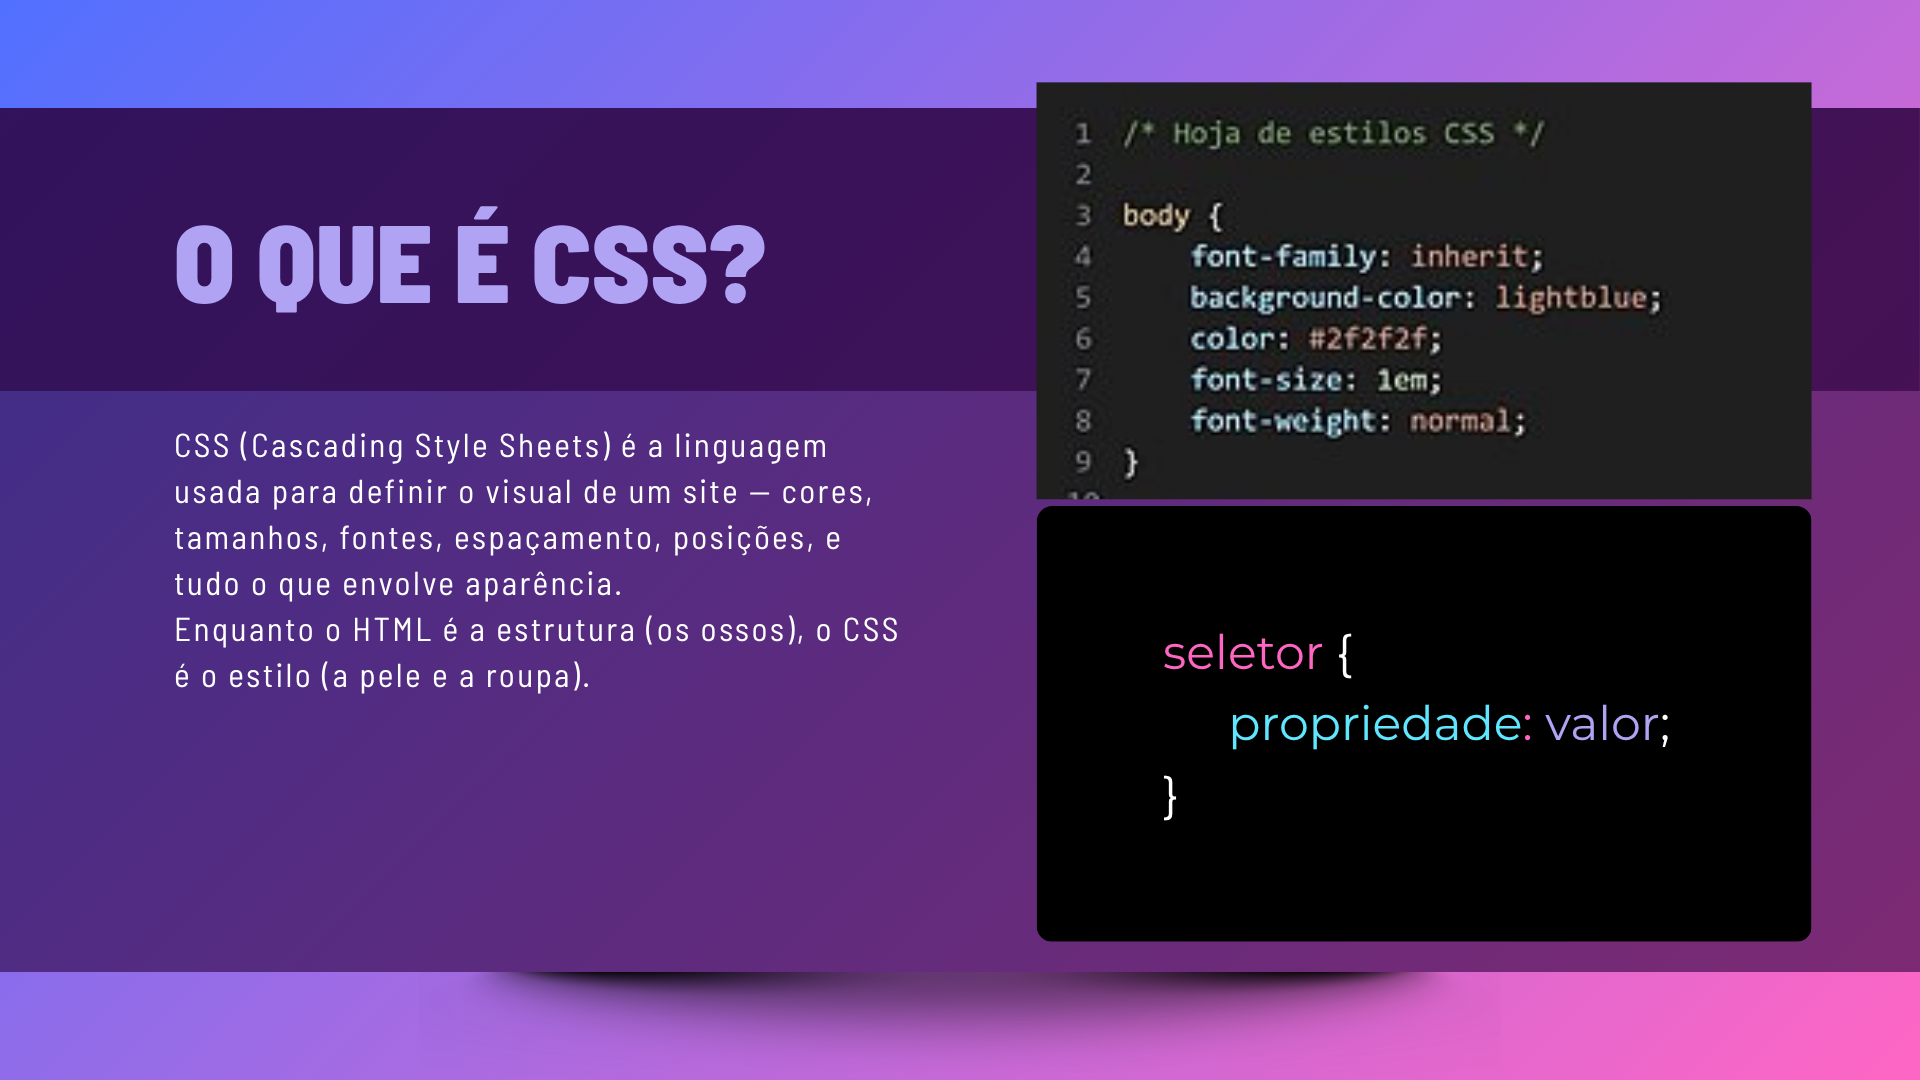 O QUE É CSS?
CSS (Cascading Style Sheets) é a linguagem
usada para definir o visual de um site — cores,
tamanhos, fontes, espaçamento, posições, e
tudo o que envolve aparência.
Enquanto o HTML é a estrutura (os ossos), o CSS
é o estilo (a pele e a roupa).
1 /* Hoja de estilos CSS */
2
3 body {
4     font-family: inherit;
5     background-color: lightblue;
6     color: #2f2f2f;
7     font-size: 1em;
8     font-weight: normal;
9 }
10
seletor {
    propriedade: valor;
}